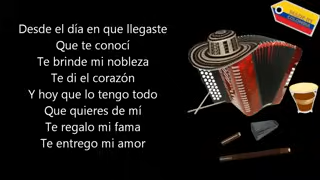 Desde el día en que llegaste
Que te conocí
Te brinde mi nobleza
Te di el corazón
Y hoy que lo tengo todo
Que quieres de mí
Te regalo mi fama
Te entrego mi amor